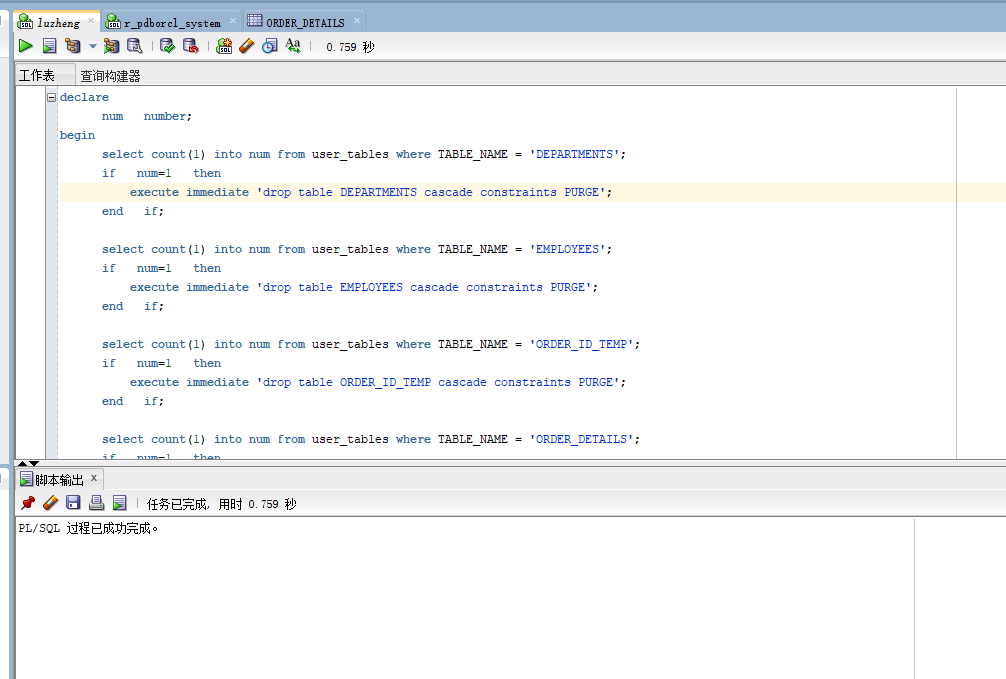 luzheng
r_pdborcl_system
ORDER_DETAILS
0.759 秒
工作表 查询构建器
declare
num number;
begin
select count(1) into num from user_tables where TABLE_NAME = 'DEPARTMENTS';
if num=1 then
execute immediate 'drop table DEPARTMENTS cascade constraints PURGE';
end if;
select count(1) into num from user_tables where TABLE_NAME = 'EMPLOYEES';
if num=1 then
execute immediate 'drop table EMPLOYEES cascade constraints PURGE';
end if;
select count(1) into num from user_tables where TABLE_NAME = 'ORDER_ID_TEMP';
if num=1 then
execute immediate 'drop table ORDER_ID_TEMP cascade constraints PURGE';
end if;
select count(1) into num from user_tables where TABLE_NAME = 'ORDER_DETAILS';
if num=1 then
脚本输出
任务已完成, 用时 0.759 秒
PL/SQL 过程已成功完成。